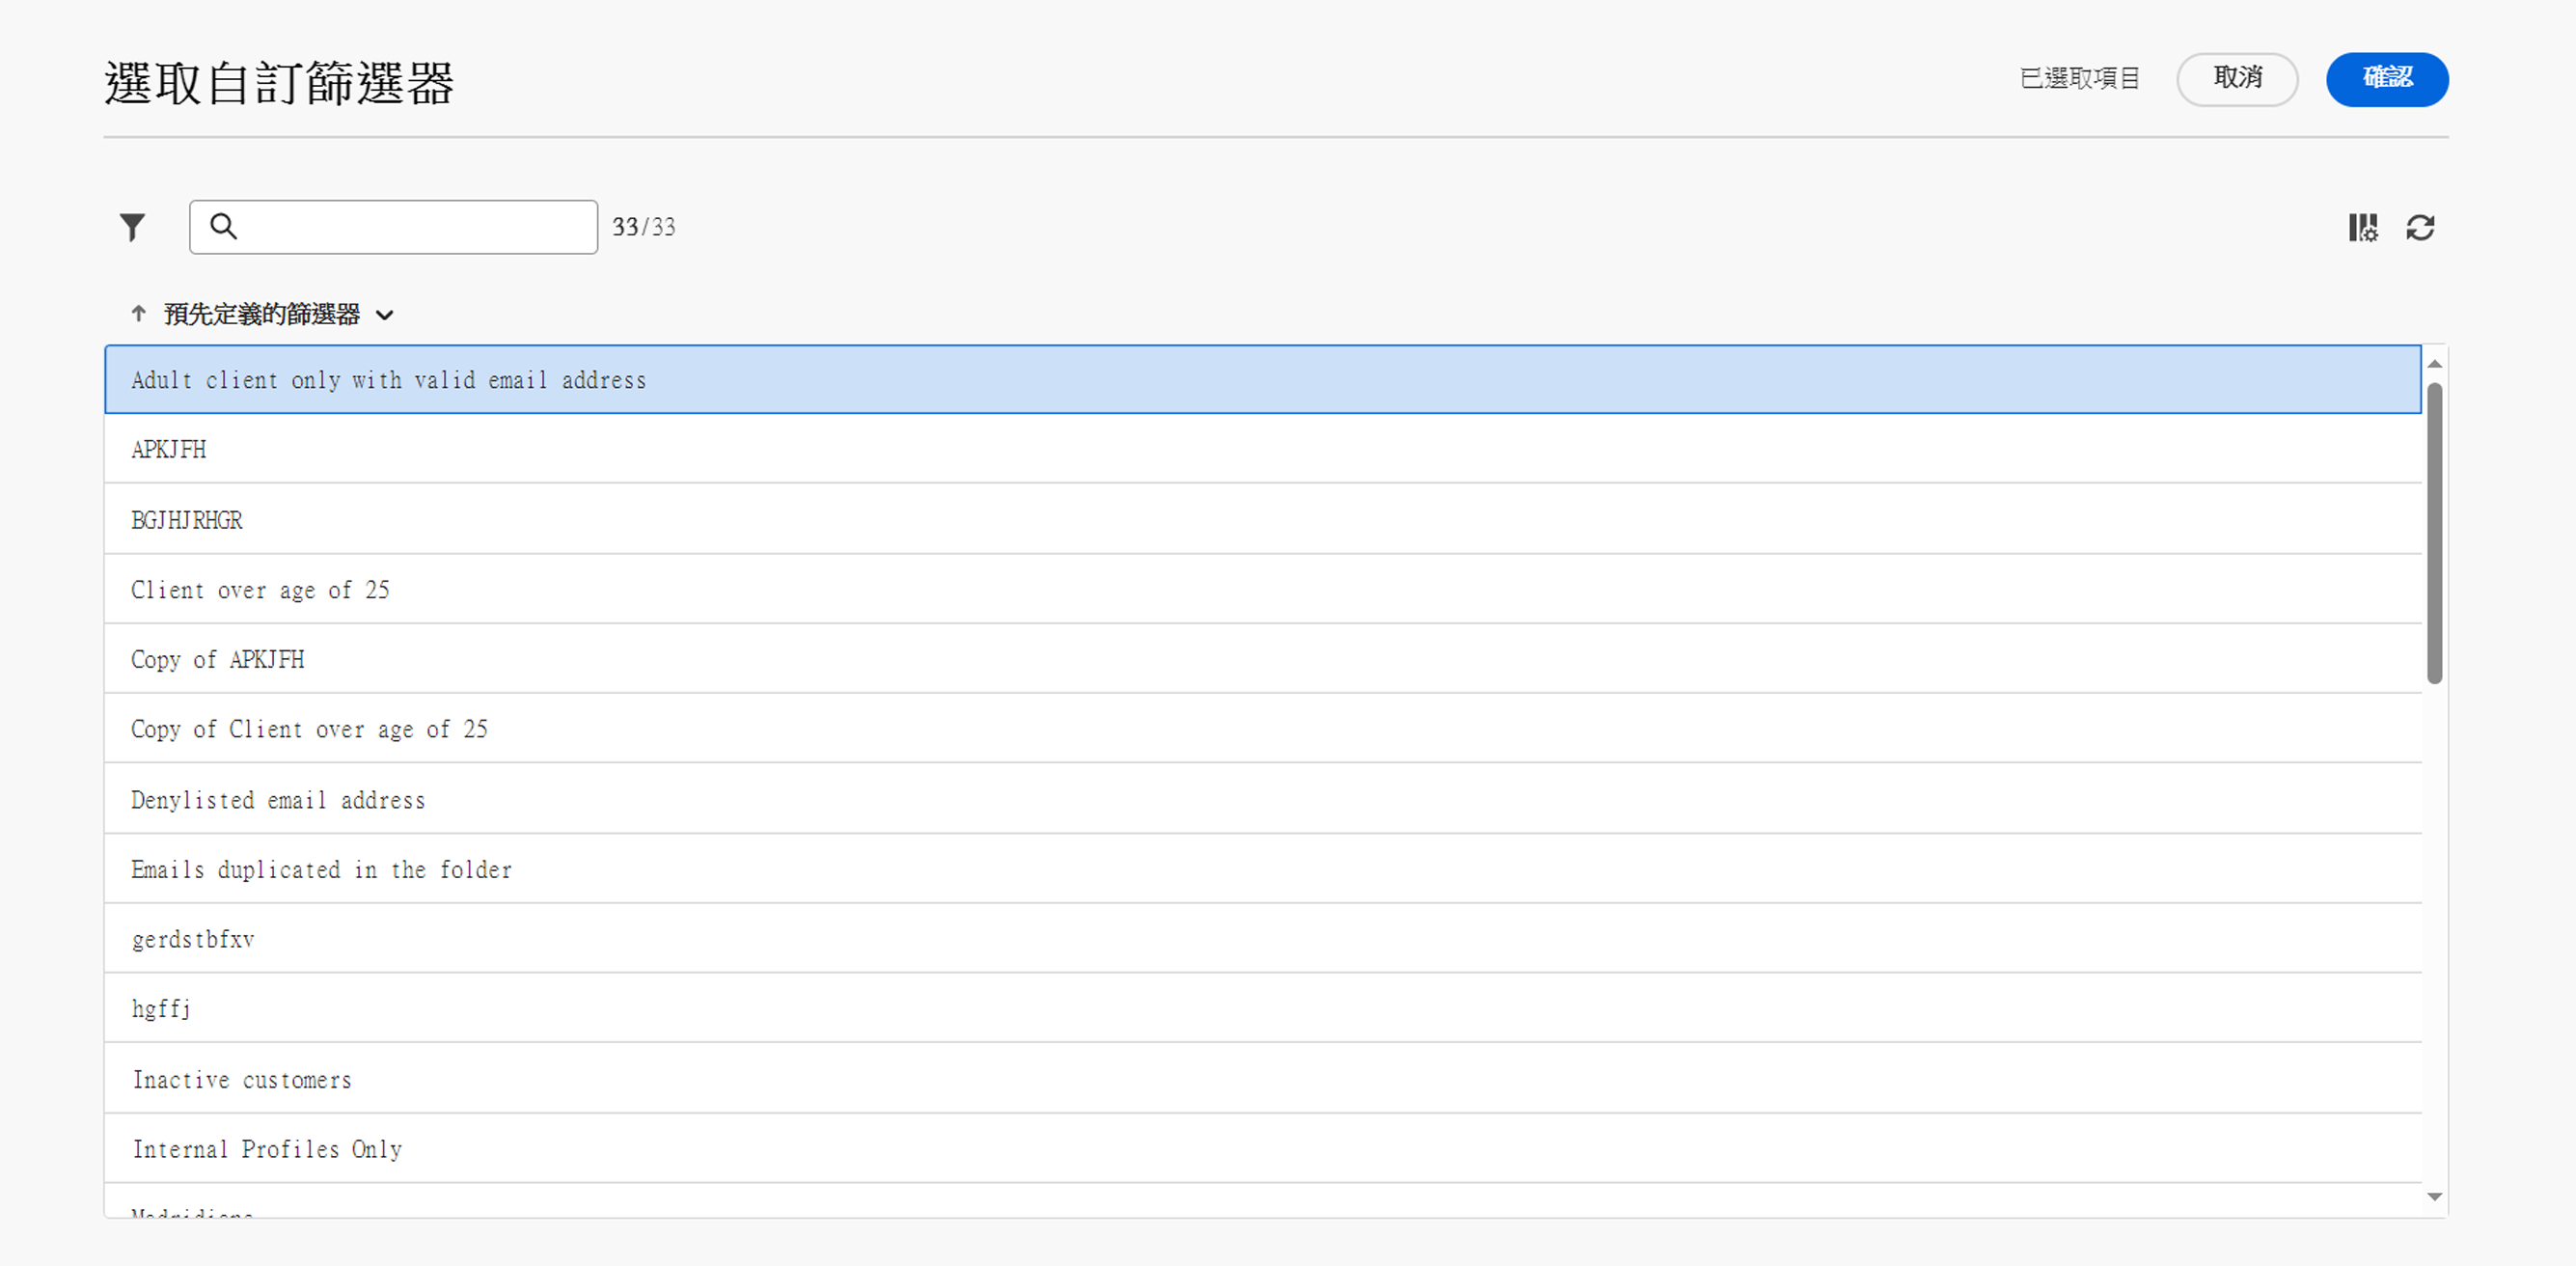 選取自訂篩選器
已選取項目 取消 確認
33/33
預先定義的篩選器
Adult client only with valid email address
APKJFH
BGJHJRHGR
Client over age of 25
Copy of APKJFH
Copy of Client over age of 25
Denylisted email address
Emails duplicated in the folder
gerdstbfxv
hgffj
Inactive customers
Internal Profiles Only